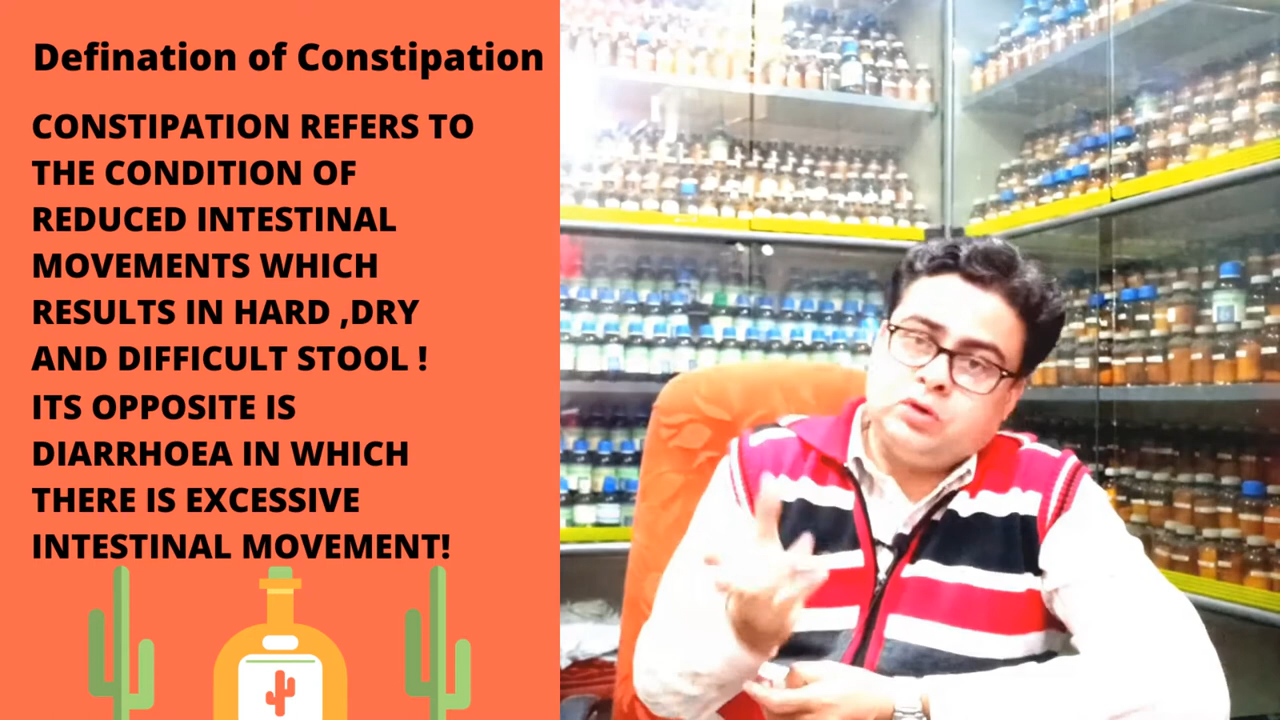 Defination of Constipation
CONSTIPATION REFERS TO
THE CONDITION OF
REDUCED INTESTINAL
MOVEMENTS WHICH
RESULTS IN HARD ,DRY
AND DIFFICULT STOOL !
ITS OPPOSITE IS
DIARRHOEA IN WHICH
THERE IS EXCESSIVE
INTESTINAL MOVEMENT!